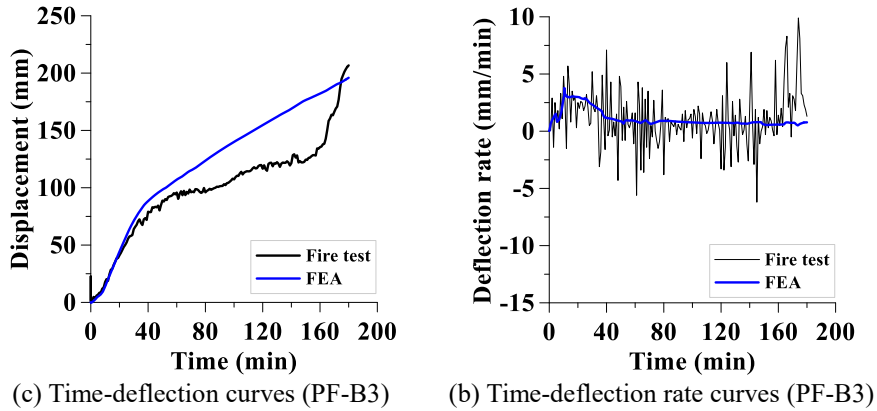 250
200
150
100
50
0
Displacement (mm)
Fire test
FEA
0 40 80 120 160 200
Time (min)
(c) Time-deflection curves (PF-B3)
10
5
0
-5
-10
-15
Deflection rate (mm/min)
Fire test
FEA
0 40 80 120 160 200
Time (min)
(b) Time-deflection rate curves (PF-B3)